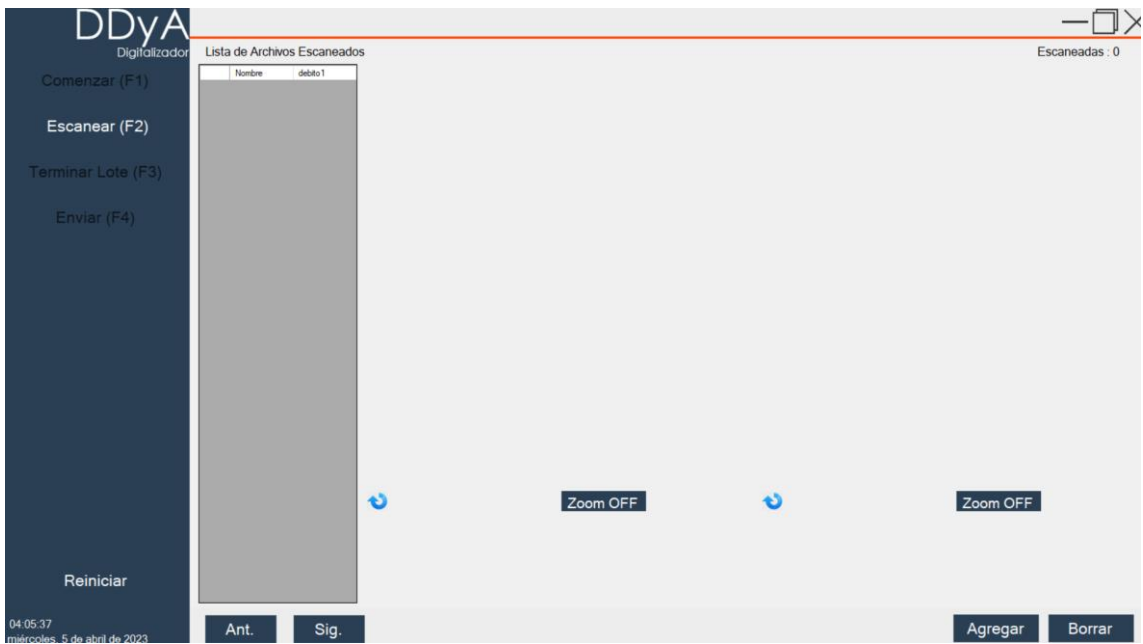 DDyA
Digitalizador
Comenzar (F1)
Escanear (F2)
Terminar Lote (F3)
Enviar (F4)
Reiniciar
04:05:37
miércoles, 5 de abril de 2023
Lista de Archivos Escaneados
Escaneadas : 0
Nombre debito1
Zoom OFF
Zoom OFF
Ant.
Sig.
Agregar
Borrar